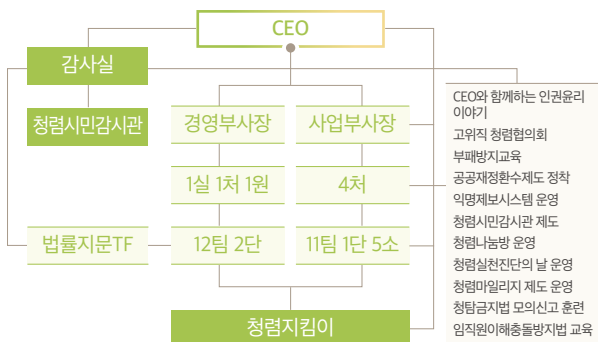 CEO
감사실
청렴시민감시관
경영부사장
사업부사장
1실 1처 1원
4처
법률지문TF
12팀 2단
11팀 1단 5소
청렴지킴이
CEO와 함께하는 인권윤리
이야기
고위직 청렴협의회
부패방지교육
공공재정환수제도 정착
익명제보시스템 운영
청렴시민감시관 제도
청렴나눔방 운영
청렴실천진단의 날 운영
청렴마일리지 제도 운영
청탁금지법 모의신고 훈련
임직원이해충돌방지법 교육